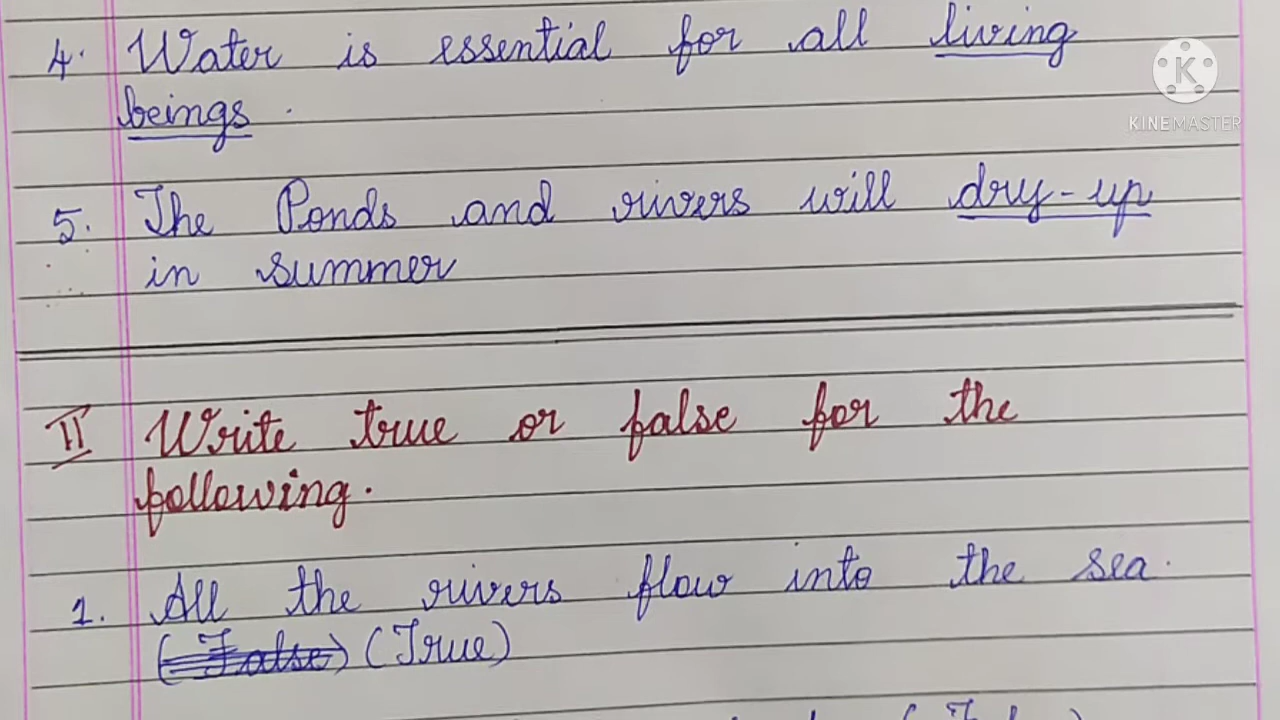 4. Water is essential for all living
beings.
5. The Ponds and rivers will dry-up
in summer
II Write true or false for the
following.
1. All the rivers flow into the sea.
(False) (True)
K
KINEMASTER